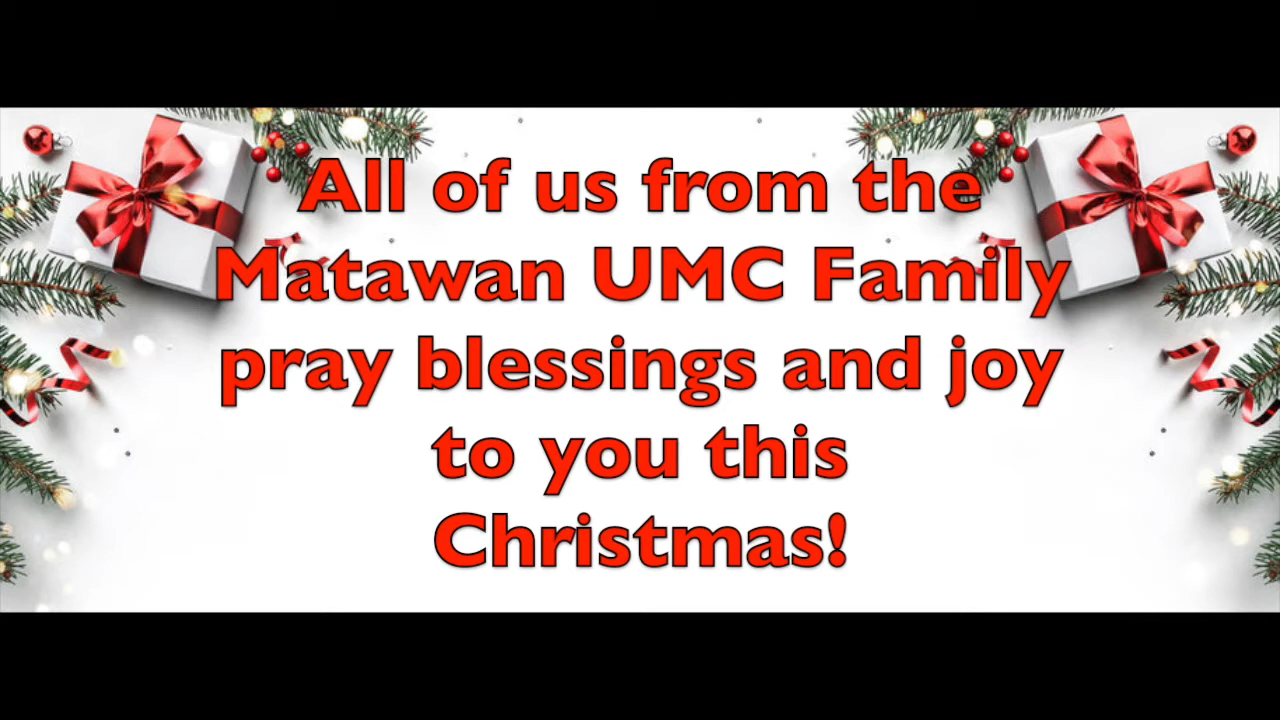 All of us from the
Matawan UMC Family
pray blessings and joy
to you this
Christmas!